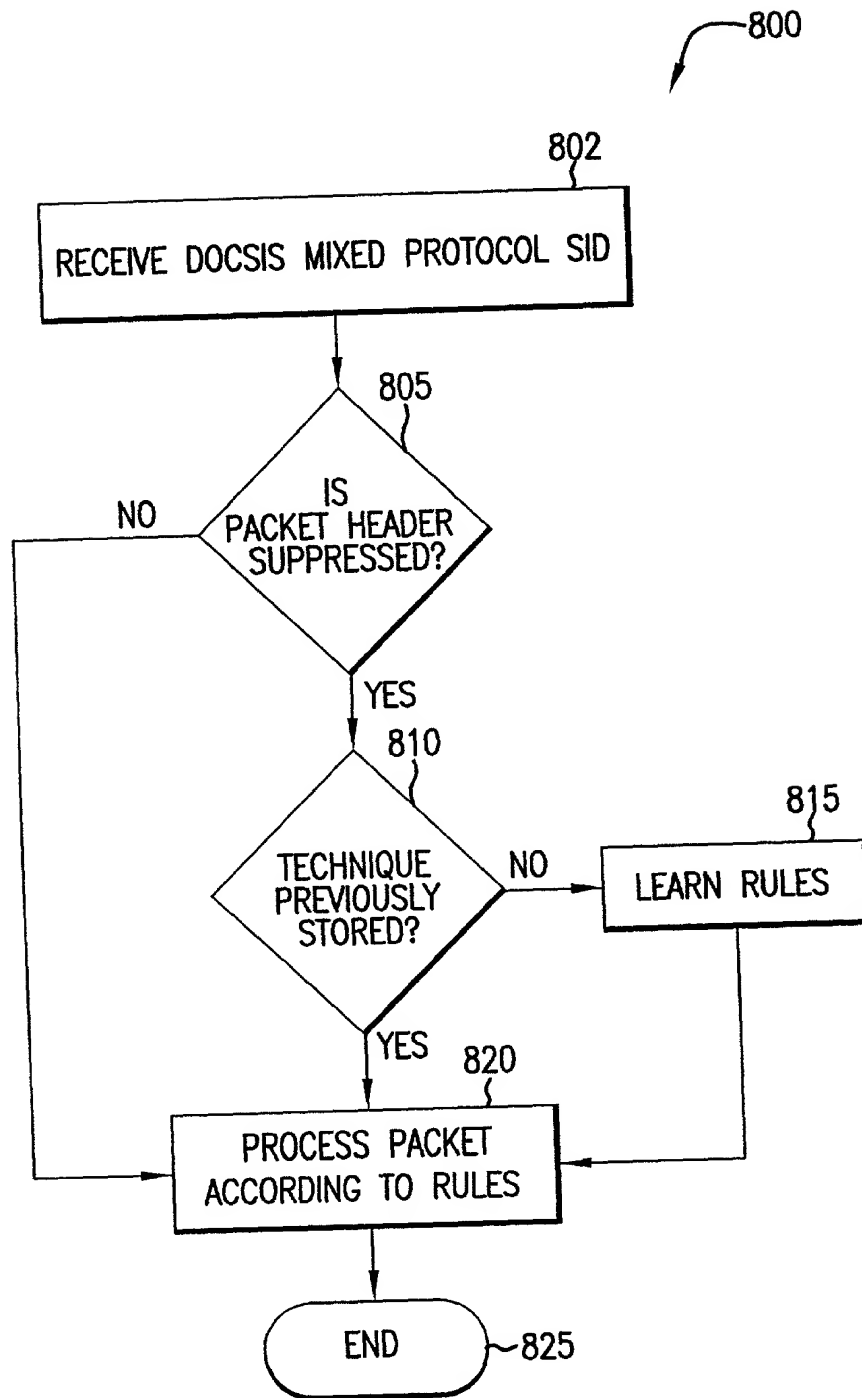 800
802
RECEIVE DOCSIS MIXED PROTOCOL SID
805
IS
PACKET HEADER
SUPPRESSED?
NO
YES
810
TECHNIQUE
PREVIOUSLY
STORED?
NO
815
LEARN RULES
YES
820
PROCESS PACKET
ACCORDING TO RULES
END
825